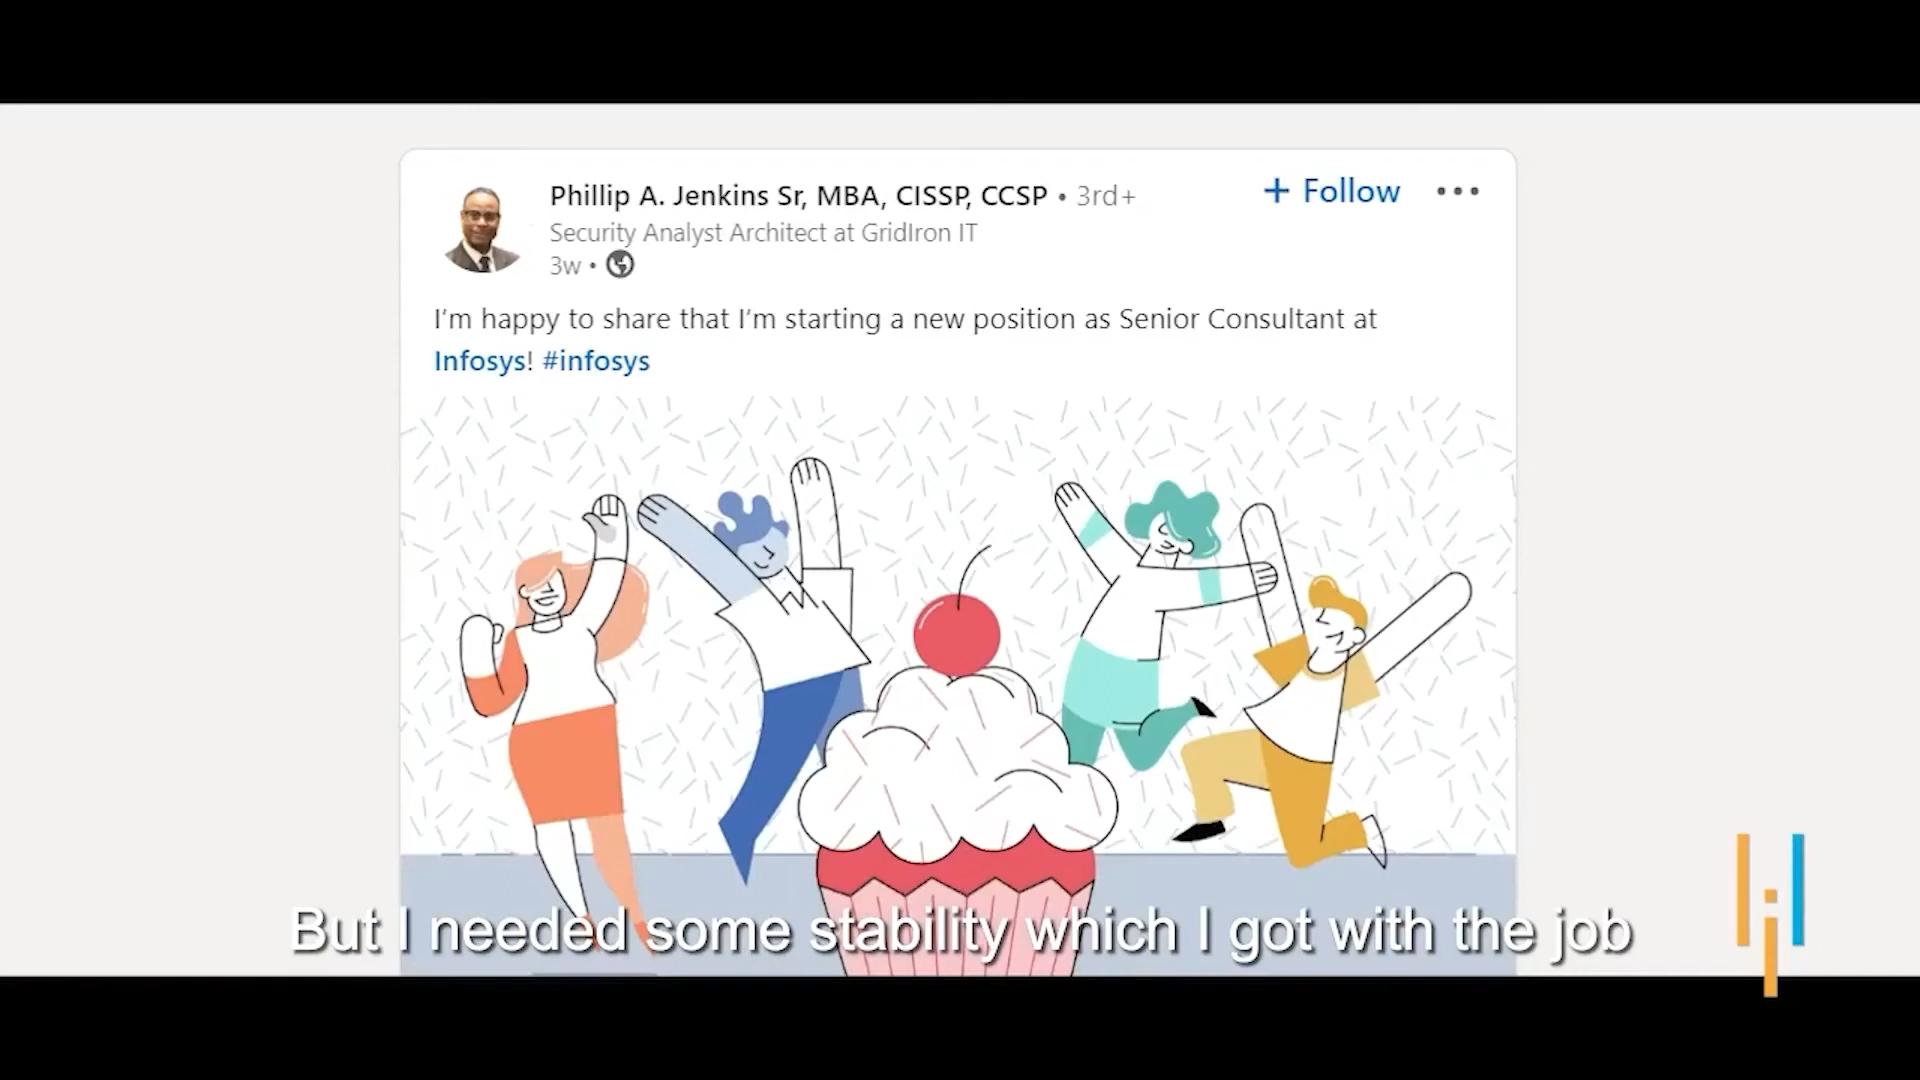 Phillip A. Jenkins Sr, MBA, CISSP, CCSP • 3rd+
+ Follow
Security Analyst Architect at GridIron IT
3w •
I'm happy to share that I'm starting a new position as Senior Consultant at
Infosys! #infosys
But I needed some stability which I got with the job